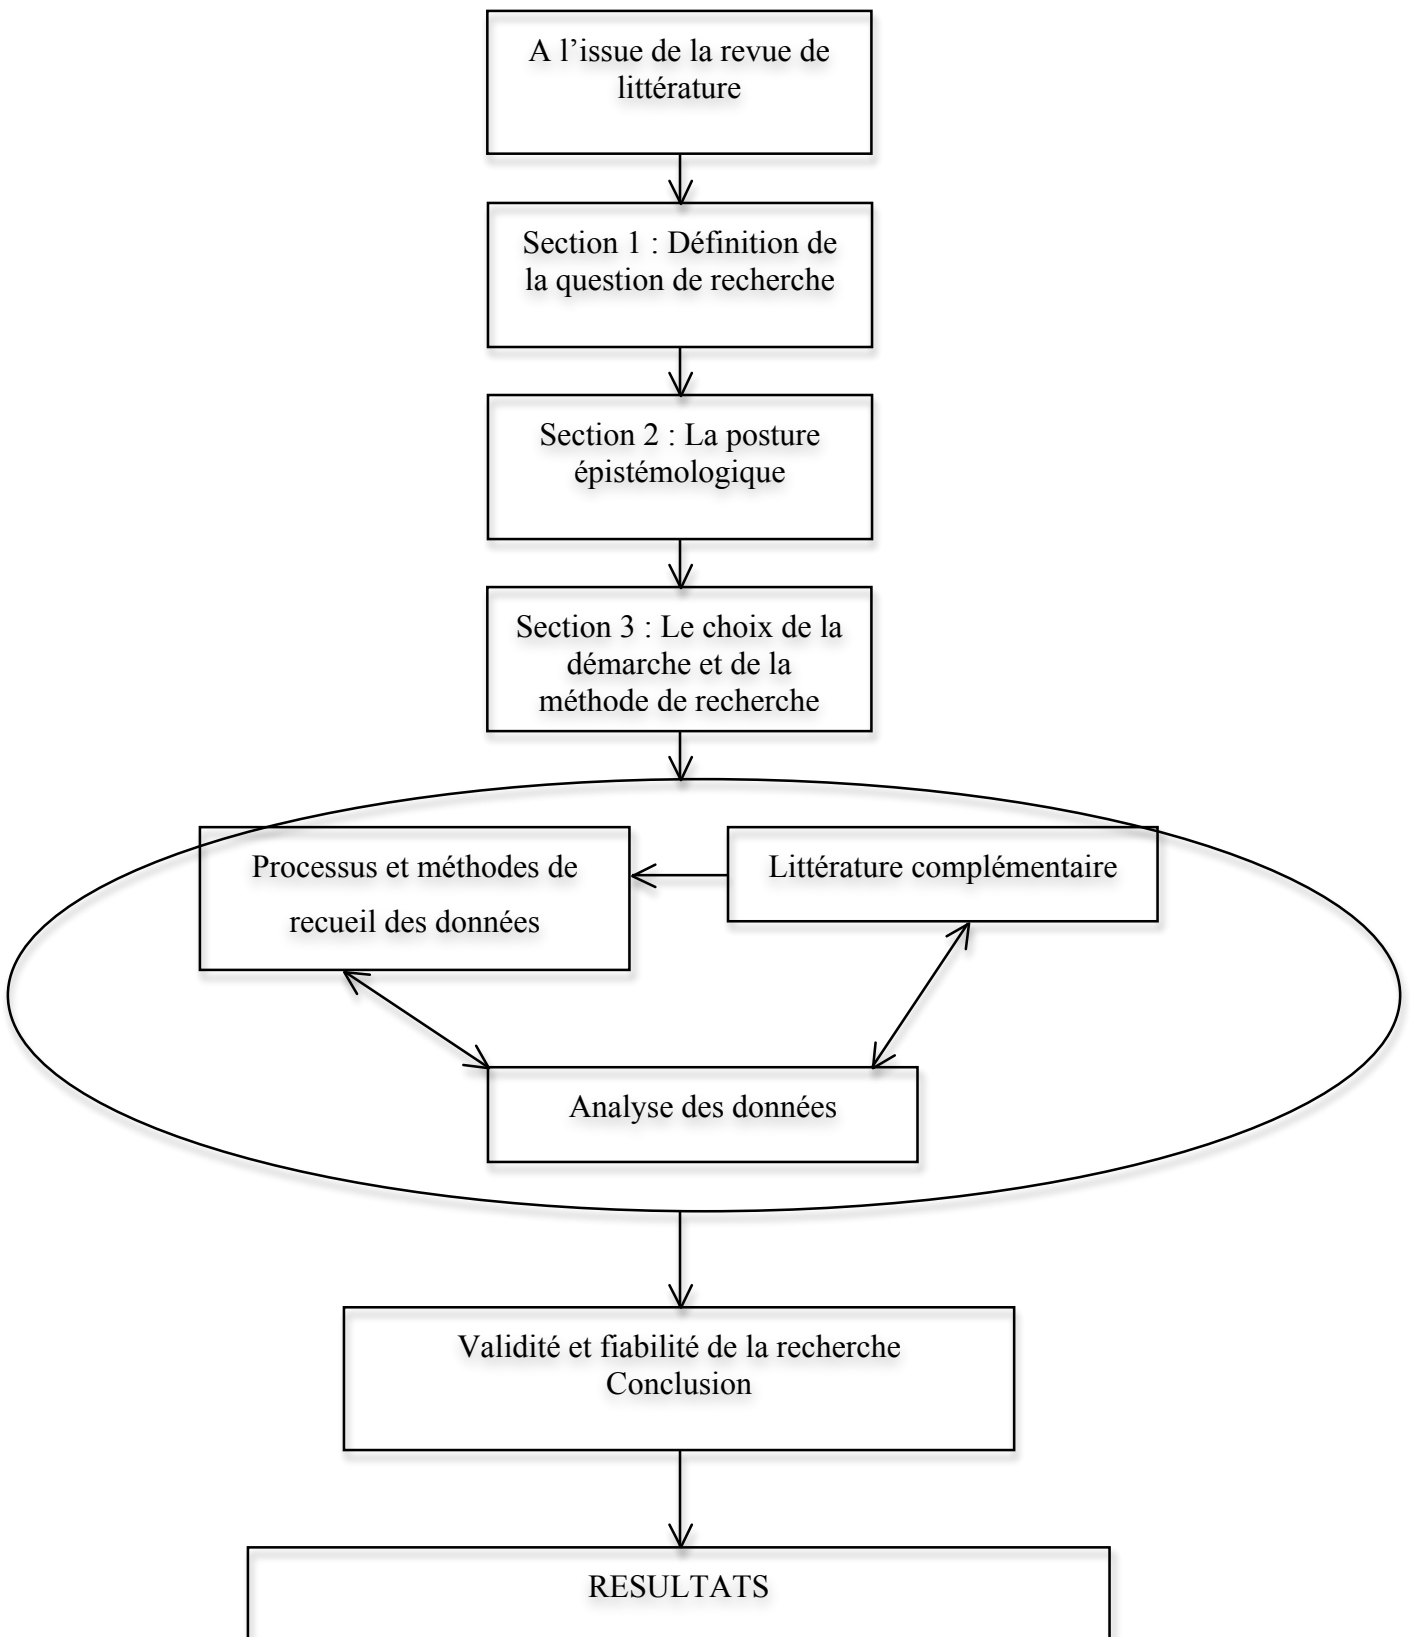 A l’issue de la revue de
littérature
Section 1 : Définition de
la question de recherche
Section 2 : La posture
épistémologique
Section 3 : Le choix de la
démarche et de la
méthode de recherche
Processus et méthodes de
recueil des données
Littérature complémentaire
Analyse des données
Validité et fiabilité de la recherche
Conclusion
RESULTATS